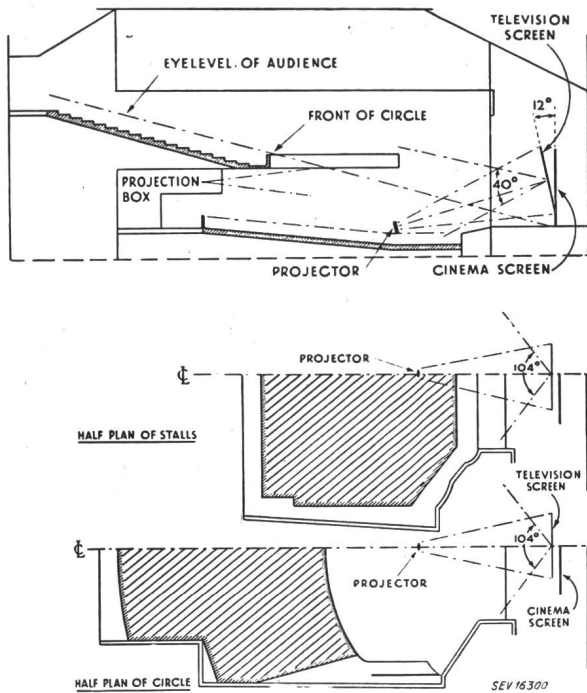 TELEVISION
SCREEN
EYELEVEL OF AUDIENCE
12°
FRONT OF CIRCLE
PROJECTION
BOX
40°
PROJECTOR
CINEMA SCREEN
PROJECTOR
104°
℄
HALF PLAN OF STALLS
TELEVISION
SCREEN
℄
104°
PROJECTOR
CINEMA
SCREEN
HALF PLAN OF CIRCLE
SEV 16300